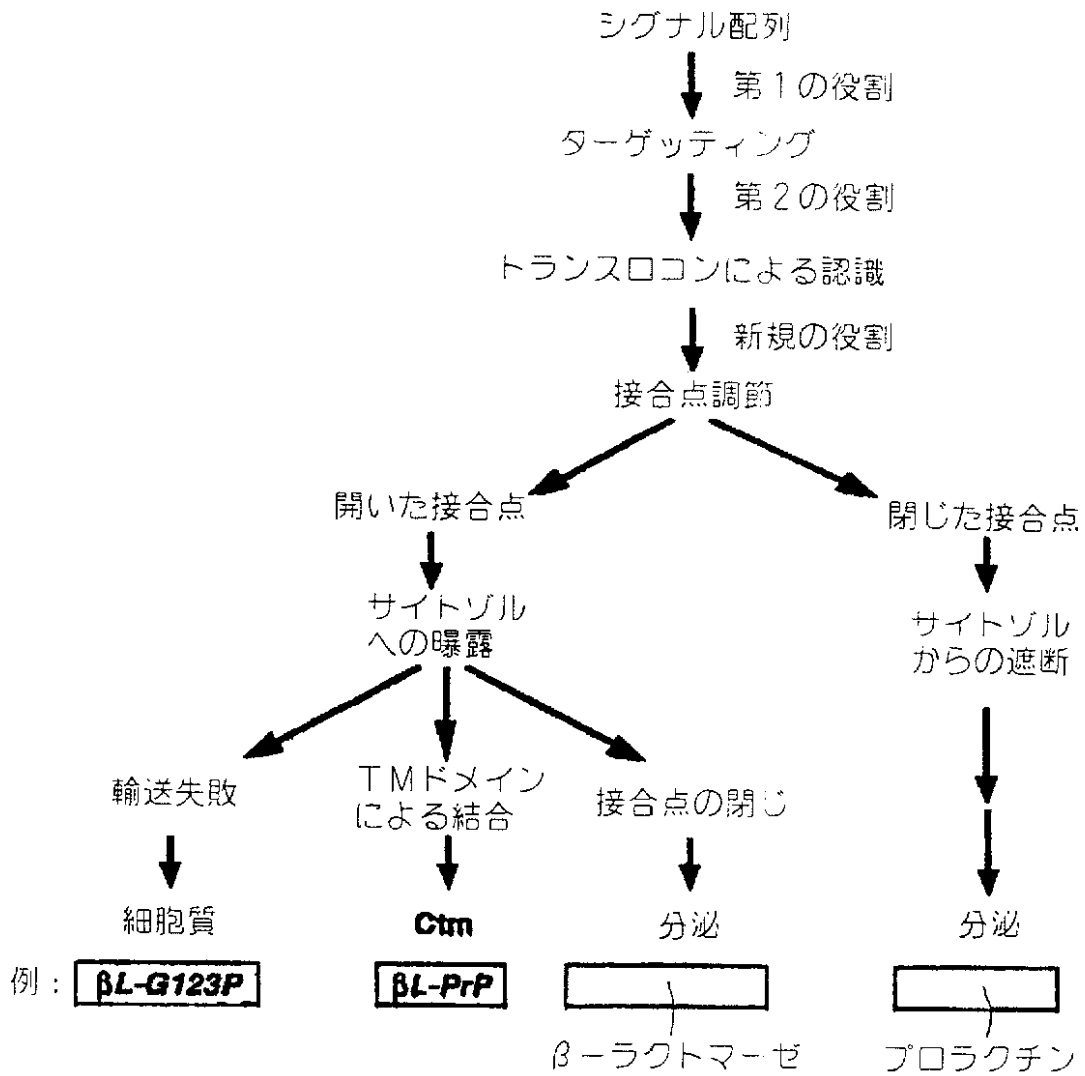 シグナル配列
第1の役割
ターゲッティング
第2の役割
トランスロコンによる認識
新規の役割
接合点調節
開いた接合点
閉じた接合点
サイトゾル
への曝露
サイトゾル
からの遮断
輸送失敗
TMドメイン
による結合
接合点の閉じ
細胞質
Ctm
分泌
分泌
例：
βL-G123P
βL-PrP
βーラクトマーゼ
プロラクチン